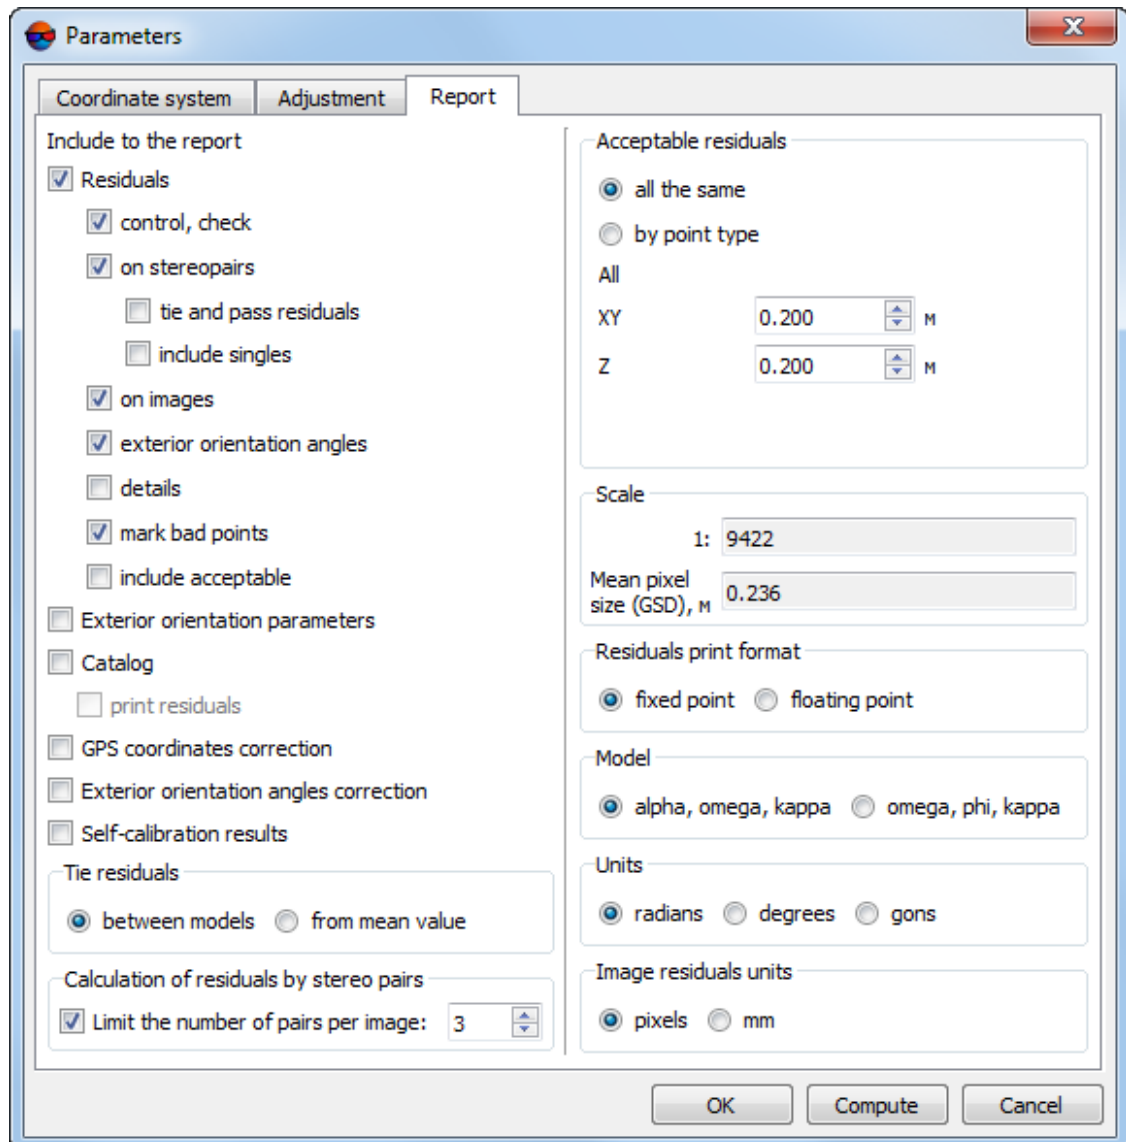 Parameters
Coordinate system
Adjustment
Report
Include to the report
Residuals
control, check
on stereopairs
tie and pass residuals
include singles
on images
exterior orientation angles
details
mark bad points
include acceptable
Exterior orientation parameters
Catalog
print residuals
GPS coordinates correction
Exterior orientation angles correction
Self-calibration results
Tie residuals
between models
from mean value
Calculation of residuals by stereo pairs
Limit the number of pairs per image: 3
Acceptable residuals
all the same
by point type
All
XY 0.200 м
Z 0.200 м
Scale
1: 9422
Mean pixel
size (GSD), м 0.236
Residuals print format
fixed point
floating point
Model
alpha, omega, kappa
omega, phi, kappa
Units
radians
degrees
gons
Image residuals units
pixels
mm
OK
Compute
Cancel